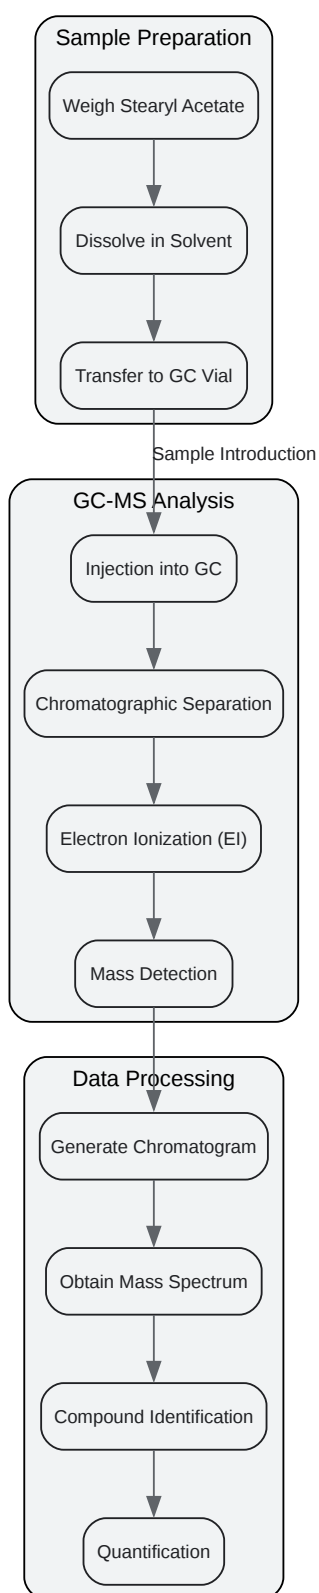 Sample Preparation
Weigh Stearyl Acetate
Dissolve in Solvent
Transfer to GC Vial
Sample Introduction
GC-MS Analysis
Injection into GC
Chromatographic Separation
Electron Ionization (EI)
Mass Detection
Data Processing
Generate Chromatogram
Obtain Mass Spectrum
Compound Identification
Quantification